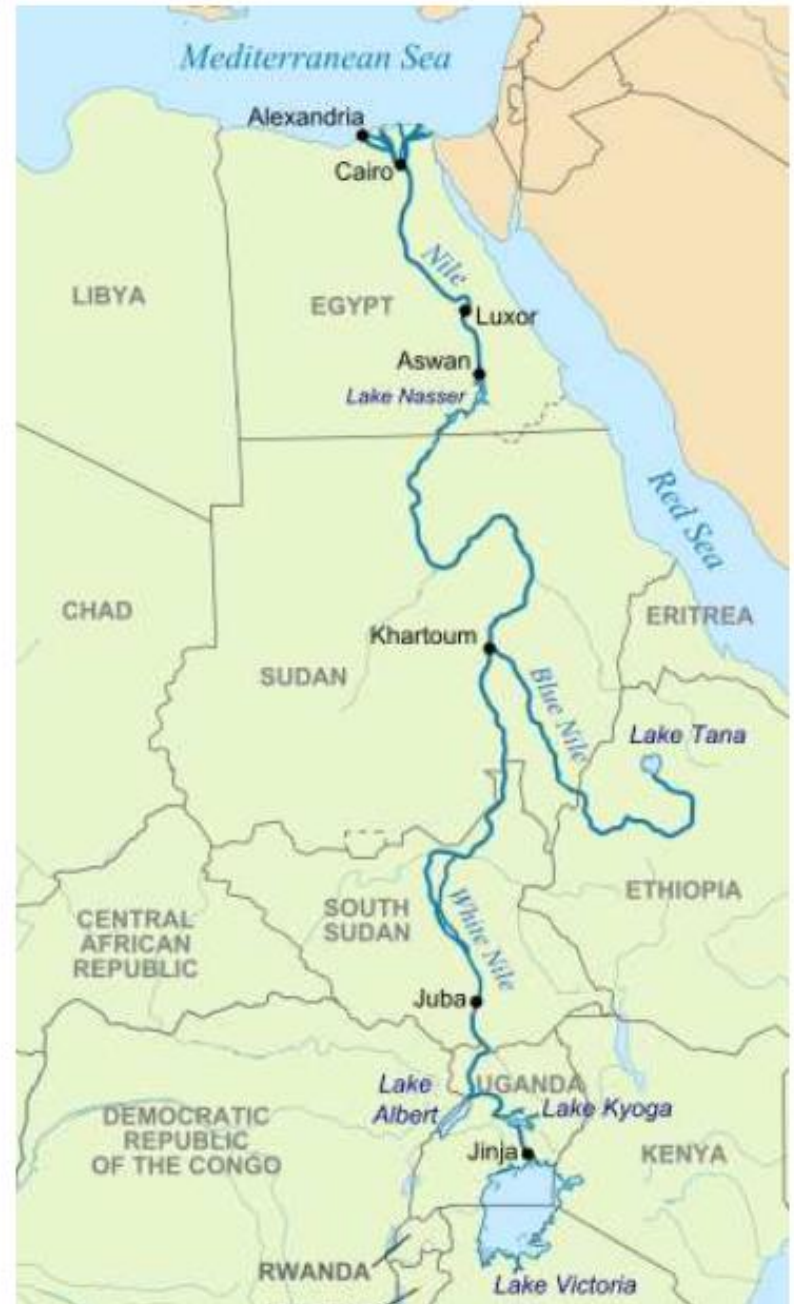 Mediterranean Sea
Alexandria
Cairo
Nile
LIBYA
EGYPT
Luxor
Aswan
Lake Nasser
Red Sea
CHAD
ERITREA
Khartoum
SUDAN
Blue Nile
Lake Tana
ETHIOPIA
SOUTH
SUDAN
White Nile
CENTRAL
AFRICAN
REPUBLIC
Juba
Lake
Albert
UGANDA
Lake Kyoga
DEMOCRATIC
REPUBLIC
OF THE CONGO
Jinja
KENYA
RWANDA
Lake Victoria